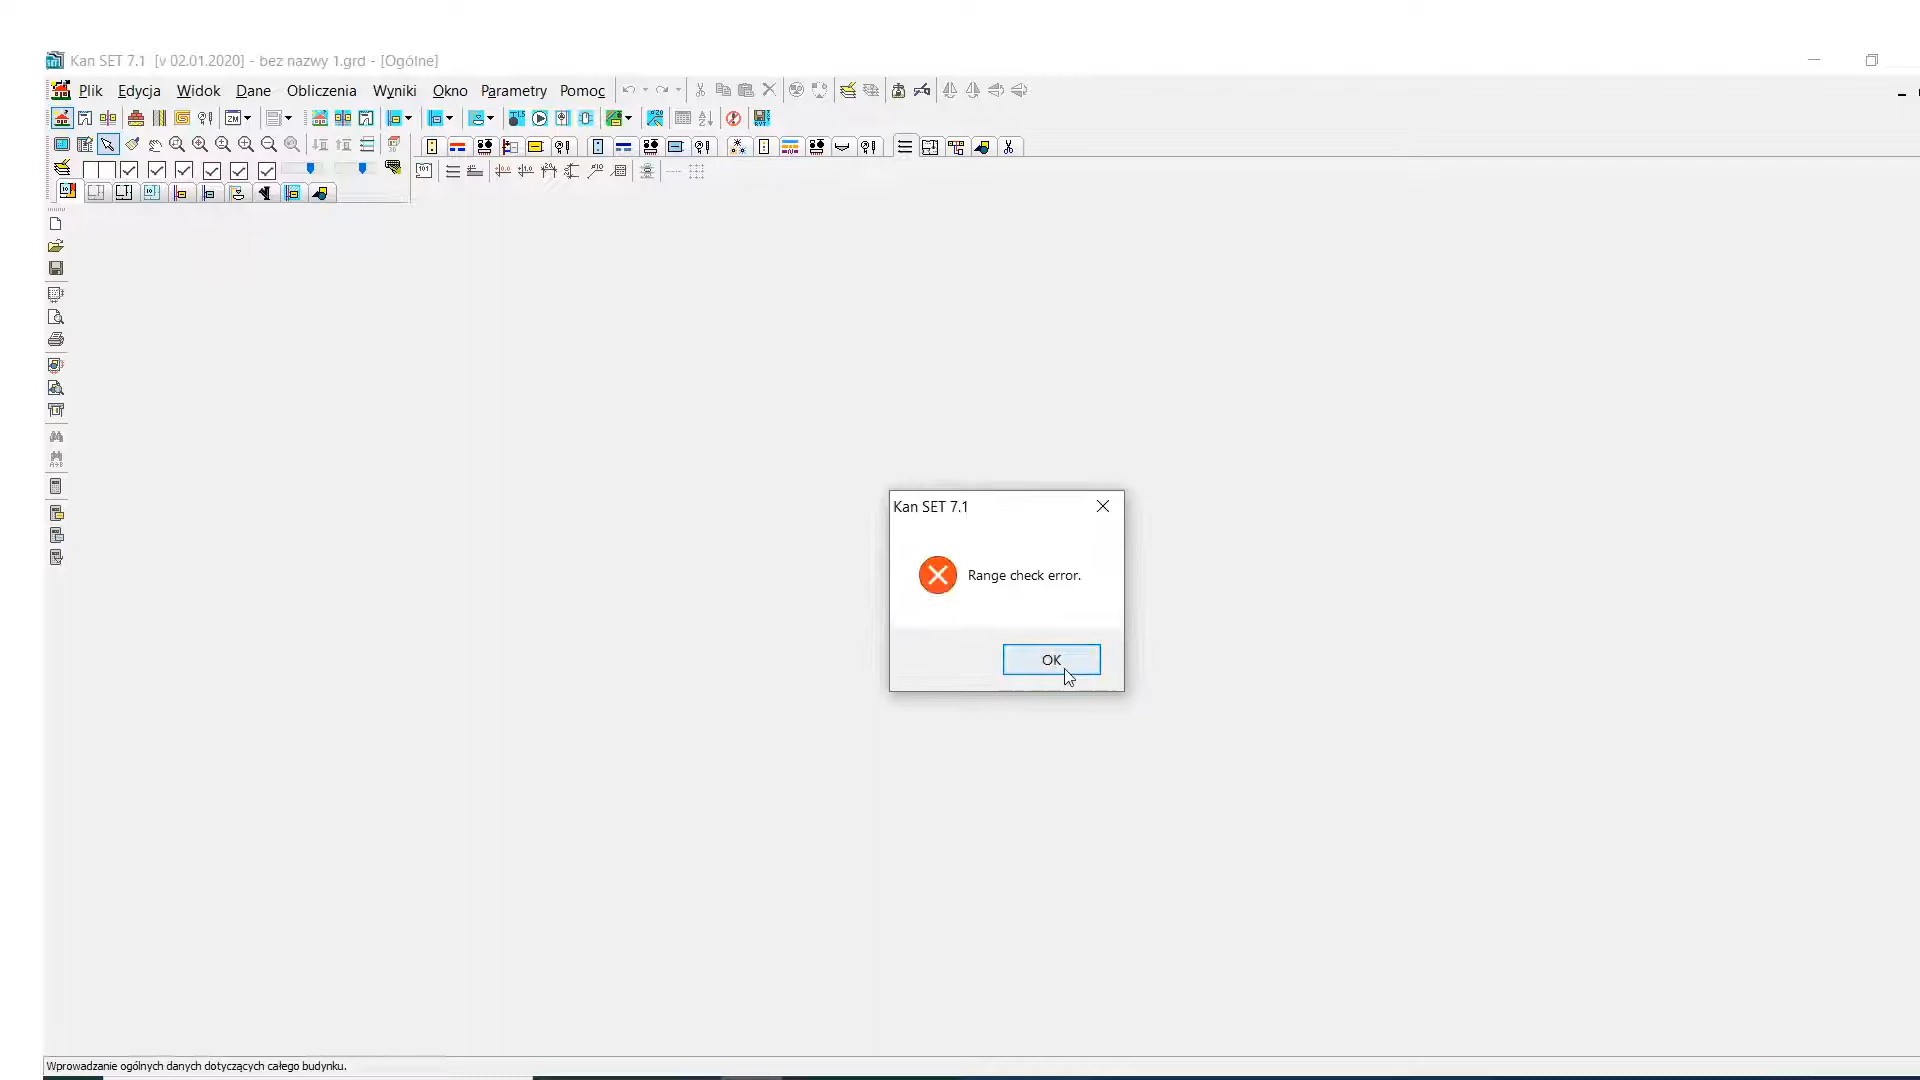 Kan SET 7.1 [v 02.01.2020] - bez nazwy 1.grd - [Ogólne]
Plik Edycja Widok Dane Obliczenia Wyniki Okno Parametry Pomoc
ZM
Kan SET 7.1
Range check error.
OK
Wprowadzanie ogólnych danych dotyczących całego budynku.